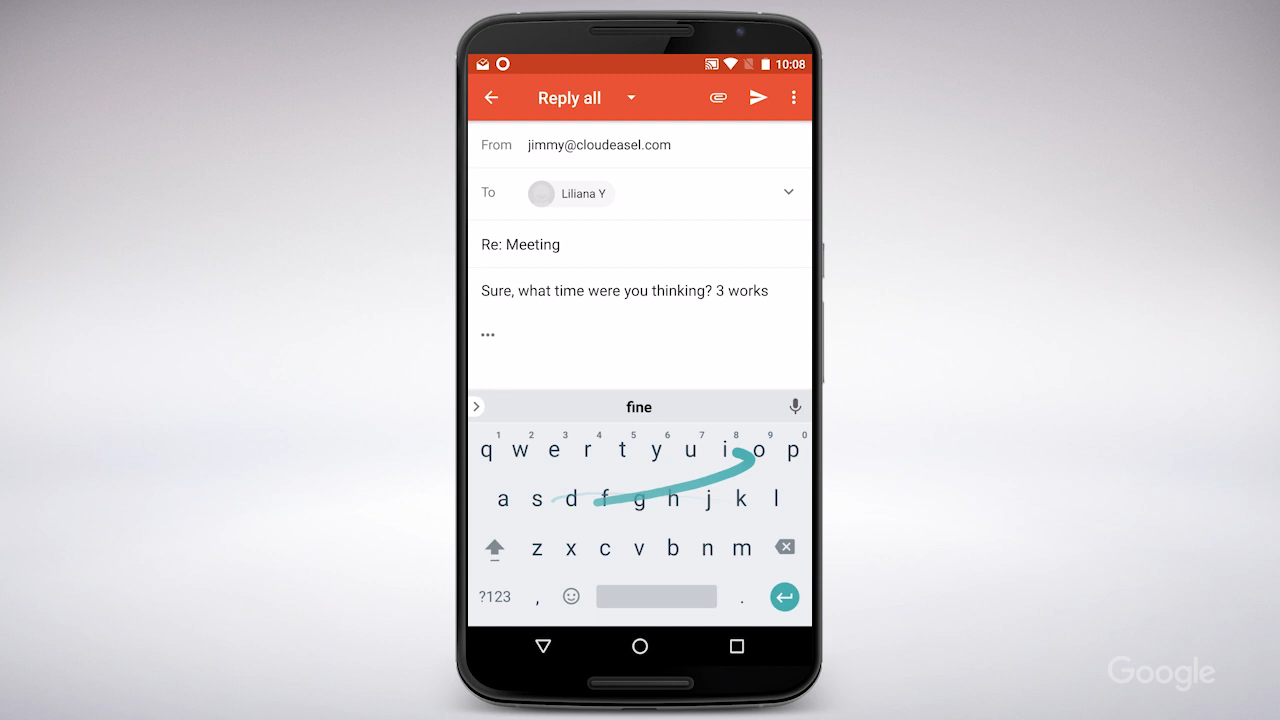 10:08
Reply all
From jimmy@cloudeasel.com
To Liliana Y
Re: Meeting
Sure, what time were you thinking? 3 works
...
fine
1 2 3 4 5 6 7 8 9 0
q w e r t y u i o p
a s d f g h j k l
z x c v b n m
?123 , .
Google